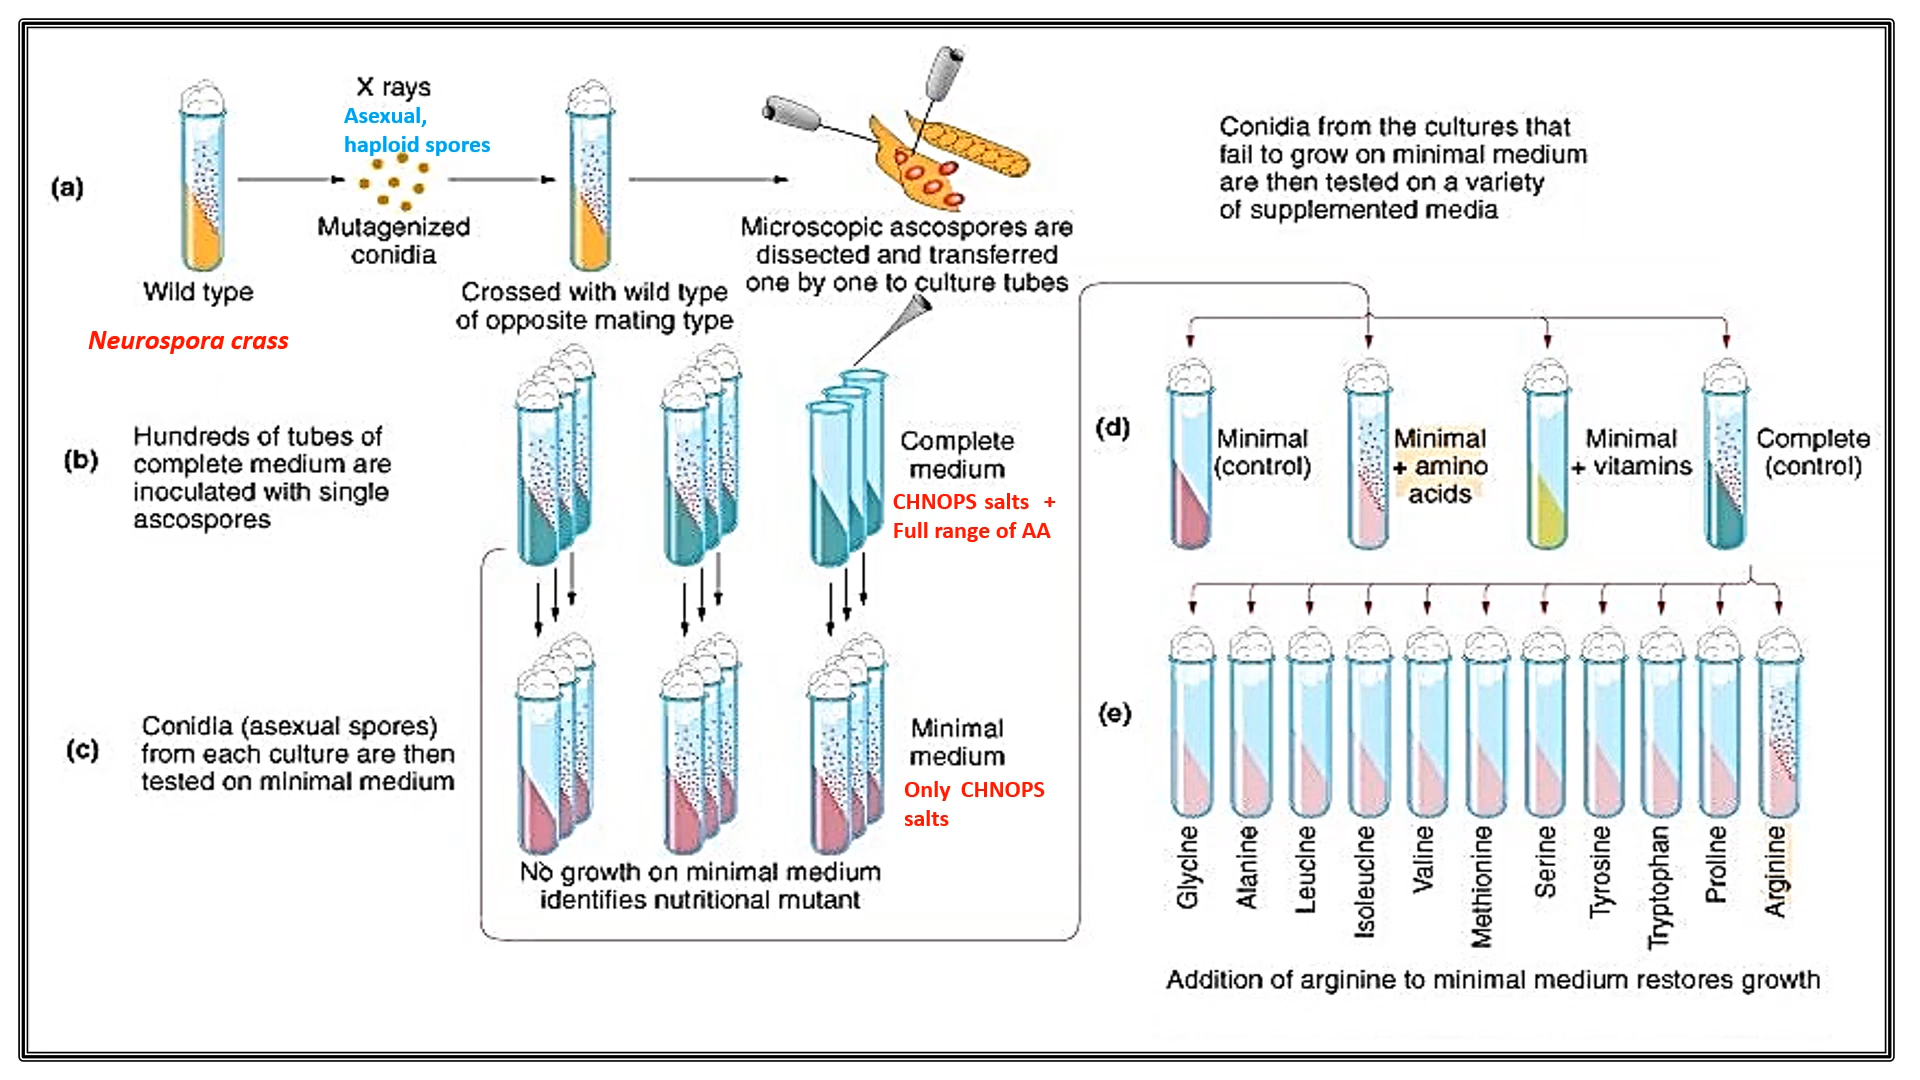 X rays
Asexual,
haploid spores
(a)
Mutagenized
conidia
Wild type
Neurospora crass
Crossed with wild type
of opposite mating type
Microscopic ascospores are
dissected and transferred
one by one to culture tubes
(b)
Hundreds of tubes of
complete medium are
inoculated with single
ascospores
Complete
medium
CHNOPS salts +
Full range of AA
(c)
Conidia (asexual spores)
from each culture are then
tested on minimal medium
Minimal
medium
Only CHNOPS
salts
No growth on minimal medium
identifies nutritional mutant
Conidia from the cultures that
fail to grow on minimal medium
are then tested on a variety
of supplemented media
(d)
Minimal
(control)
Minimal
+ amino
acids
Minimal
+ vitamins
Complete
(control)
(e)
Glycine
Alanine
Leucine
Isoleucine
Valine
Methionine
Serine
Tyrosine
Tryptophan
Proline
Arginine
Addition of arginine to minimal medium restores growth